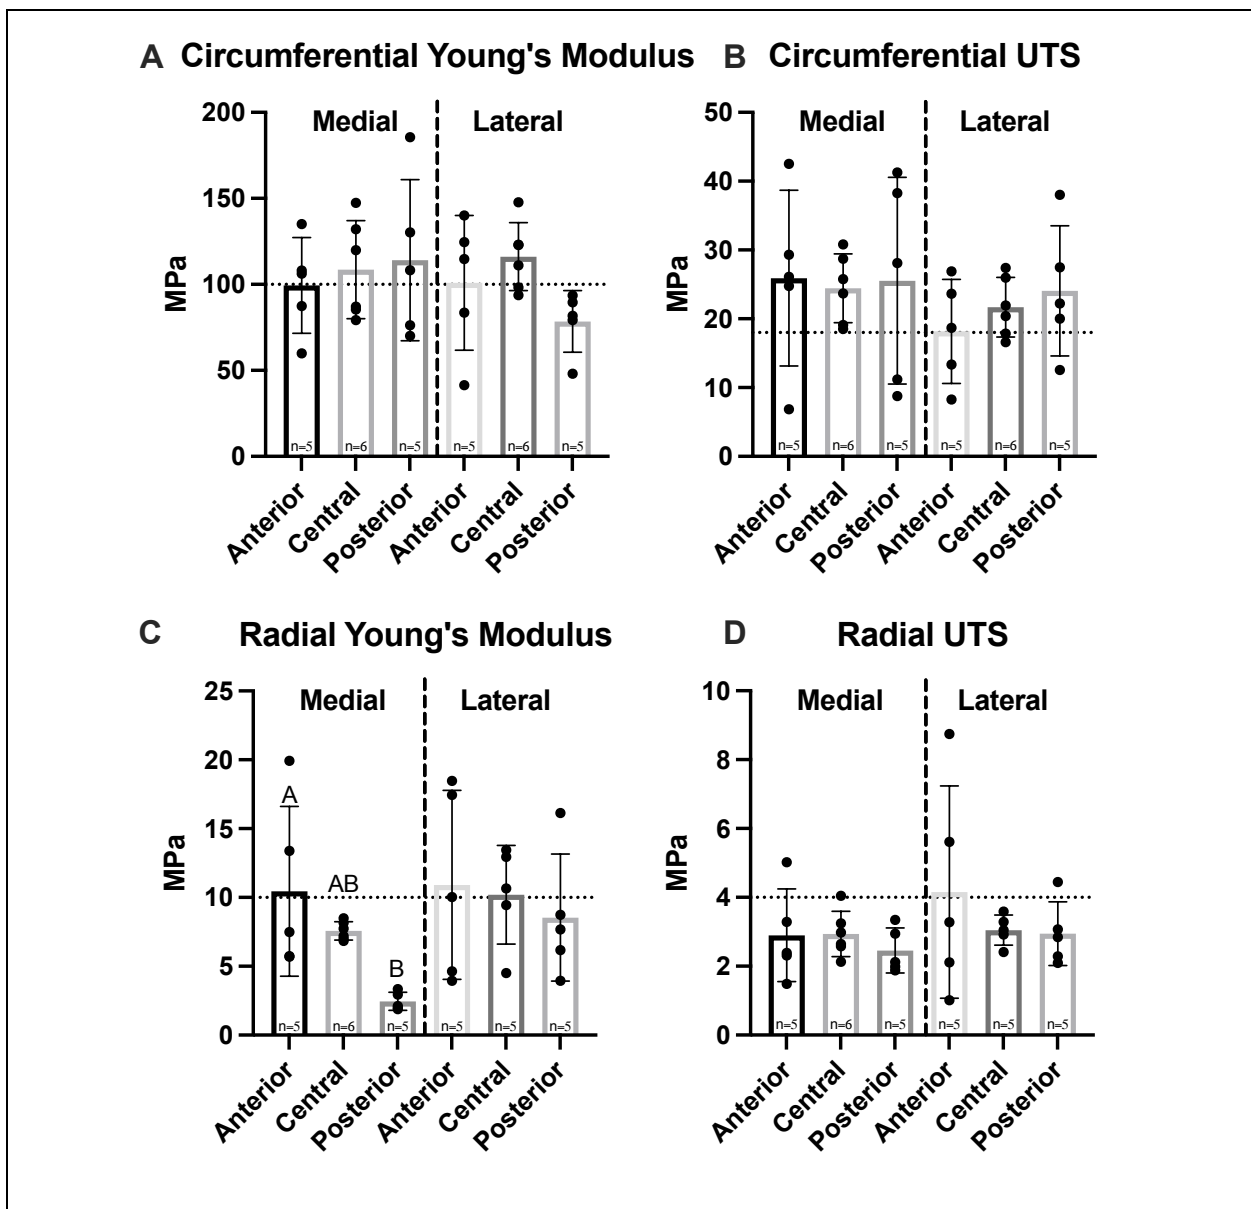 A Circumferential Young's Modulus
MPa
200
150
100
50
0
Medial
Lateral
n=5
n=6
n=5
n=5
n=6
n=5
Anterior
Central
Posterior
Anterior
Central
Posterior
B Circumferential UTS
MPa
50
40
30
20
10
0
Medial
Lateral
n=5
n=6
n=5
n=5
n=6
n=5
Anterior
Central
Posterior
Anterior
Central
Posterior
C Radial Young's Modulus
MPa
25
20
15
10
5
0
Medial
Lateral
A
AB
B
n=5
n=6
n=5
n=5
n=5
n=5
Anterior
Central
Posterior
Anterior
Central
Posterior
D Radial UTS
MPa
10
8
6
4
2
0
Medial
Lateral
n=5
n=6
n=5
n=5
n=5
n=5
Anterior
Central
Posterior
Anterior
Central
Posterior